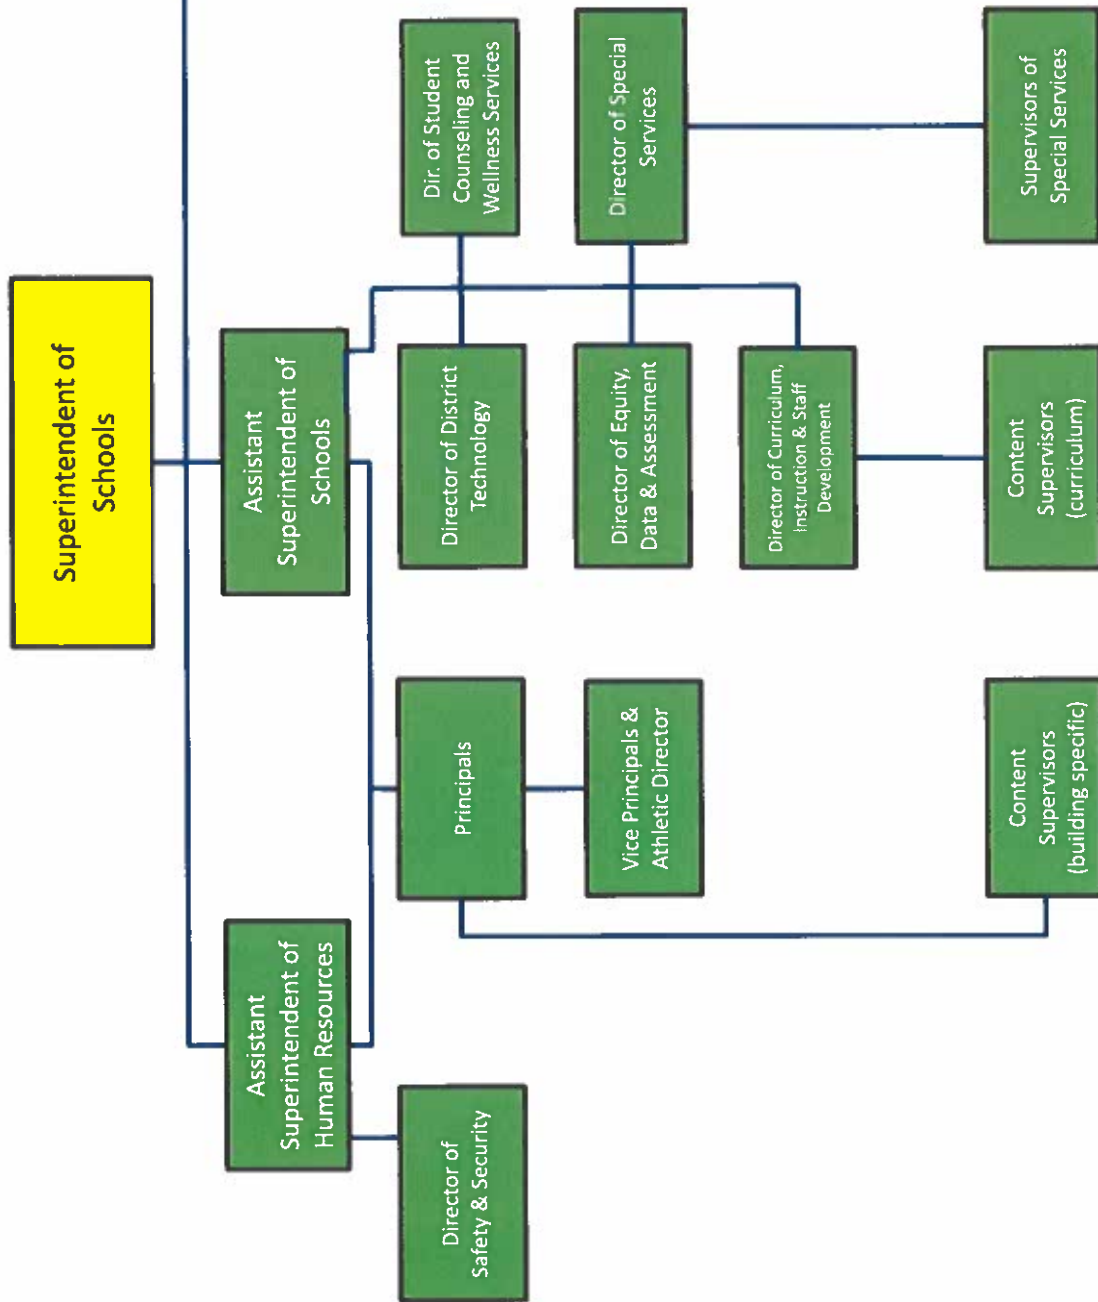 Superintendent of
Schools
Assistant
Superintendent of
Human Resources
Assistant
Superintendent of
Schools
Director of
Safety & Security
Principals
Director of District
Technology
Dir. of Student
Counseling and
Wellness Services
Vice Principals &
Athletic Director
Director of Equity,
Data & Assessment
Director of Special
Services
Director of Curriculum,
Instruction & Staff
Development
Content
Supervisors
(building specific)
Content
Supervisors
(curriculum)
Supervisors of
Special Services